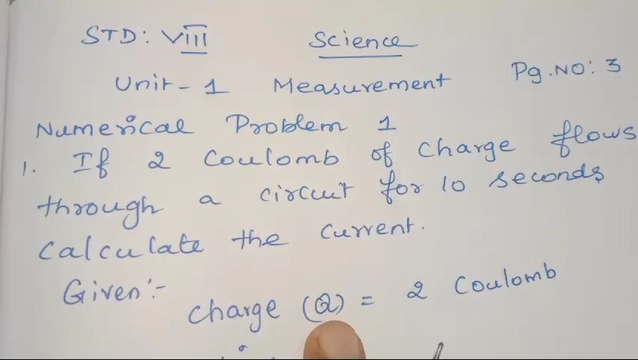 STD: VIII Science
Unit - 1 Measurement Pg.NO: 3
Numerical Problem 1
1. If 2 Coulomb of charge flows
through a circuit for 10 seconds
calculate the current.
Given:-
Charge (Q) = 2 Coulomb